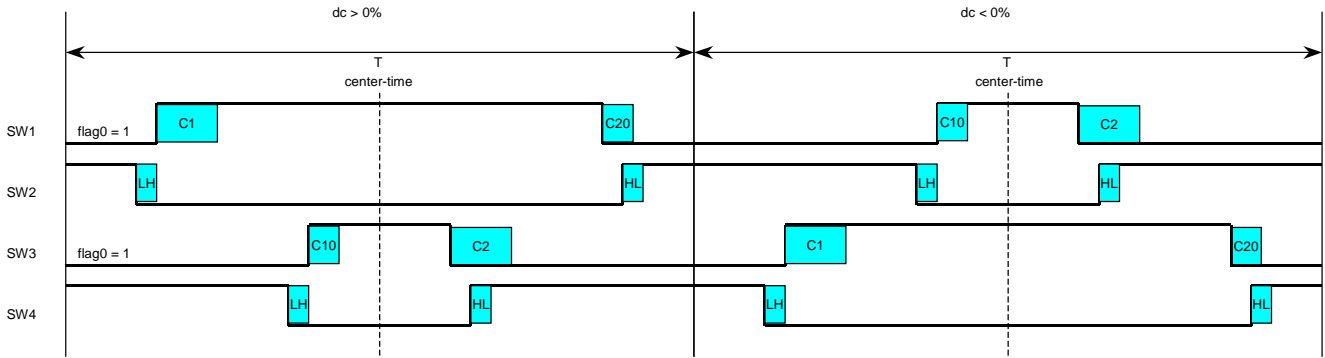 dc > 0% dc < 0%
T T
center-time center-time
SW1 flag0 = 1 C1 C20 C10 C2
SW2 LH HL LH HL
SW3 flag0 = 1 C10 C2 C1 C20
SW4 LH HL LH HL